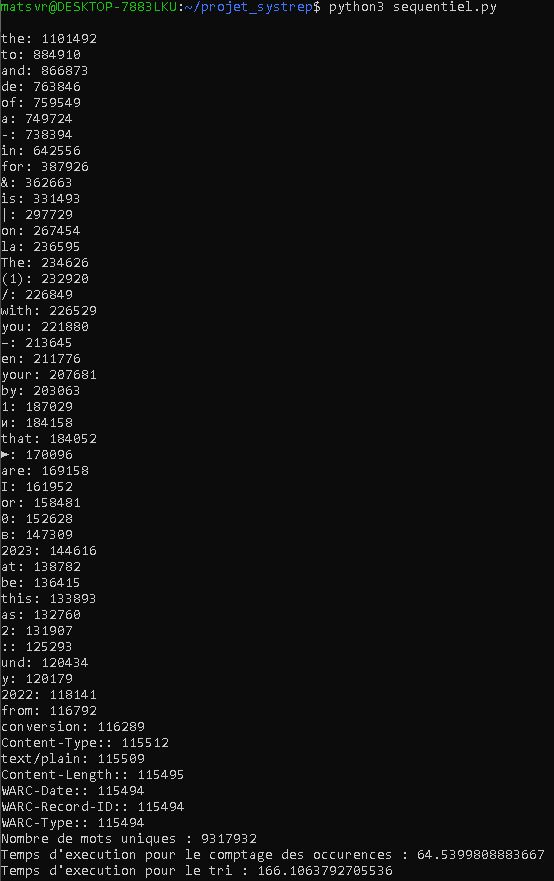 matsvr@DESKTOP-7883LKU:~/projet_systrep$ python3 sequentiel.py
the: 1101492
to: 884910
and: 866873
de: 763846
of: 759549
a: 749724
-: 738394
in: 642556
for: 387926
&: 362663
is: 331493
|: 297729
on: 267454
la: 236595
The: 234626
(1): 232920
/: 226849
with: 226529
you: 221880
–: 213645
en: 211776
your: 207681
by: 203063
1: 187029
и: 184158
that: 184052
►: 170096
are: 169158
I: 161952
or: 158481
0: 152628
в: 147309
2023: 144616
at: 138782
be: 136415
this: 133893
as: 132760
2: 131907
:: 125293
und: 120434
y: 120179
2022: 118141
from: 116792
conversion: 116289
Content-Type:: 115512
text/plain: 115509
Content-Length:: 115495
WARC-Date:: 115494
WARC-Record-ID:: 115494
WARC-Type:: 115494
Nombre de mots uniques : 9317932
Temps d'execution pour le comptage des occurences : 64.5399808883667
Temps d'execution pour le tri : 166.1063792705536